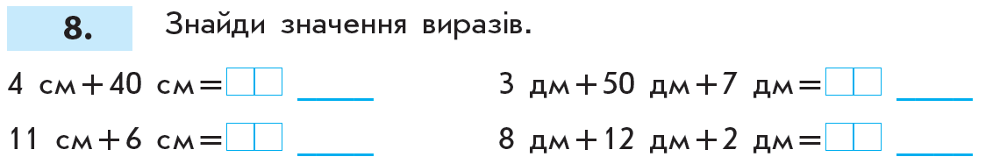 8. Знайди значення виразів.
4 см+40 см=
3 дм+50 дм+7 дм=
11 см+6 см=
8 дм+12 дм+2 дм=